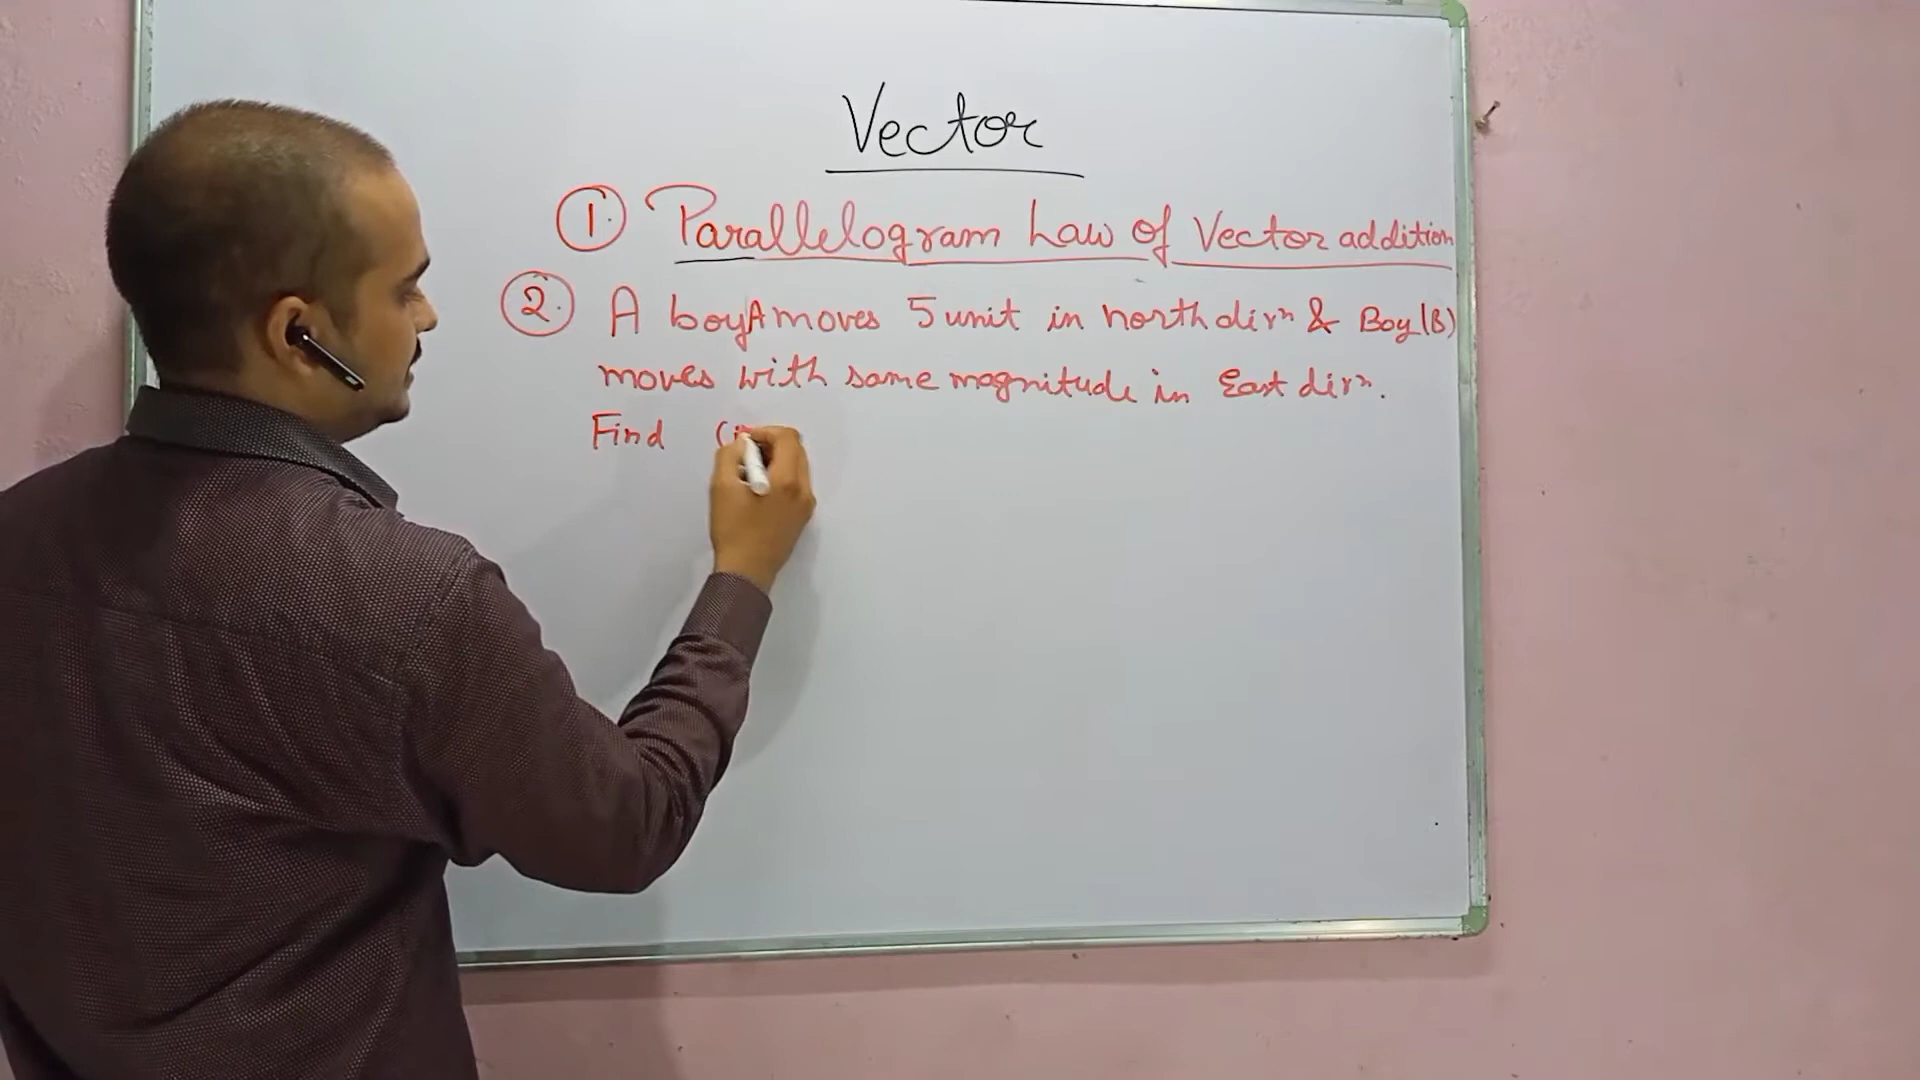 Vector
1. Parallelogram Law of Vector addition
2. A boy A moves 5 unit in north dirⁿ & Boy (B)
moves with same magnitude in East dirⁿ.
Find (i